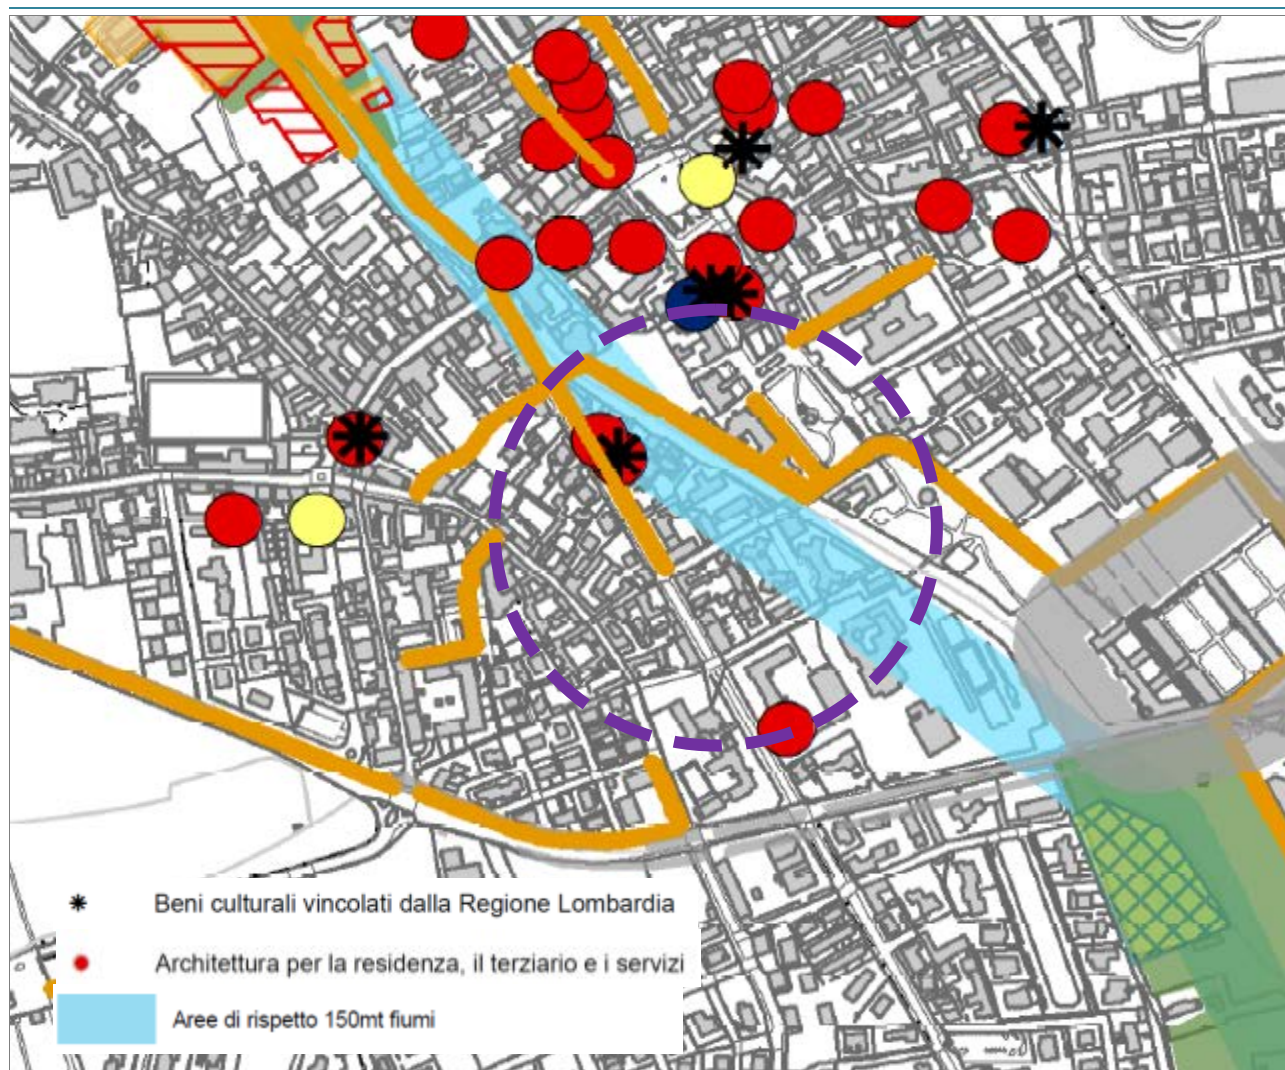 Beni culturali vincolati dalla Regione Lombardia
Architettura per la residenza, il terziario e i servizi
Aree di rispetto 150mt fiumi